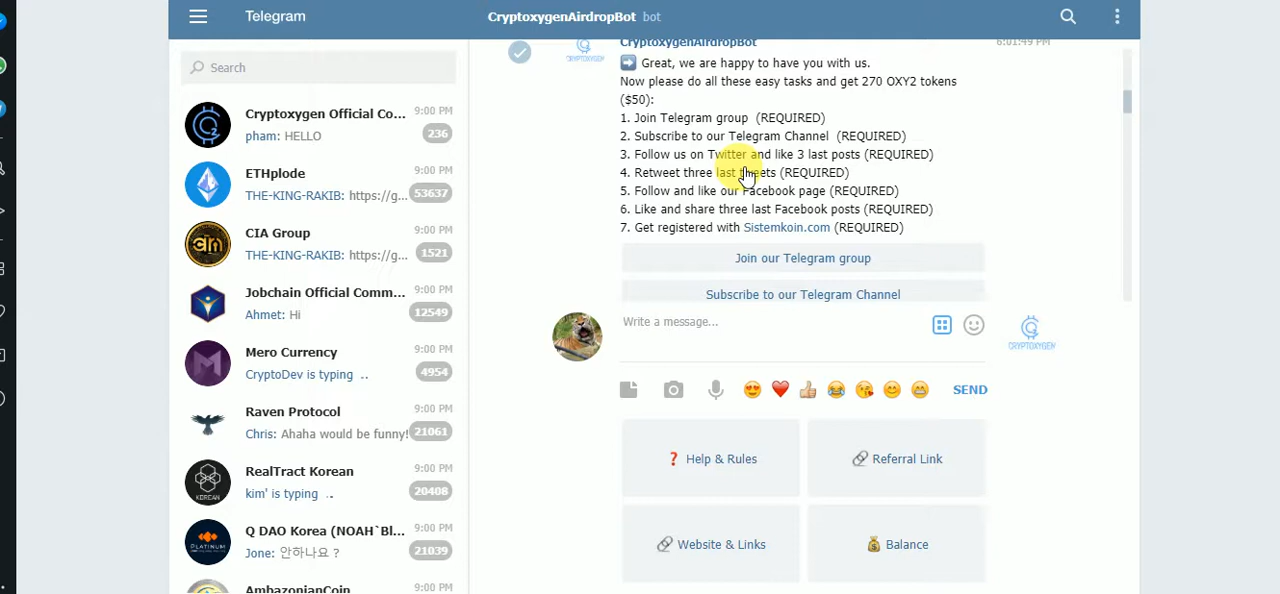 Telegram
CryptoxygenAirdropBot bot
Search
Cryptoxygen Official Co... 9:00 PM
pham: HELLO 236
ETHplode 9:00 PM
THE-KING-RAKIB: https://g... 53637
CIA Group 9:00 PM
THE-KING-RAKIB: https://g... 1521
Jobchain Official Comm... 9:00 PM
Ahmet: Hi 12549
Mero Currency 9:00 PM
CryptoDev is typing .. 4954
Raven Protocol 9:00 PM
Chris: Ahaha would be funny! 21061
RealTract Korean 9:00 PM
kim' is typing .. 20408
Q DAO Korea (NOAH`Bl... 9:00 PM
Jone: 안하나요 ? 21039
AmbazonianCoin 9:00 PM
CryptoxygenAirdropBot 6:01:49 PM
CRYPTOXYGEN
➡ Great, we are happy to have you with us.
Now please do all these easy tasks and get 270 OXY2 tokens
($50):
1. Join Telegram group (REQUIRED)
2. Subscribe to our Telegram Channel (REQUIRED)
3. Follow us on Twitter and like 3 last posts (REQUIRED)
4. Retweet three last tweets (REQUIRED)
5. Follow and like our Facebook page (REQUIRED)
6. Like and share three last Facebook posts (REQUIRED)
7. Get registered with Sistemkoin.com (REQUIRED)
Join our Telegram group
Subscribe to our Telegram Channel
Write a message...
CRYPTOXYGEN
SEND
❓ Help & Rules
🔗 Referral Link
🔗 Website & Links
💰 Balance